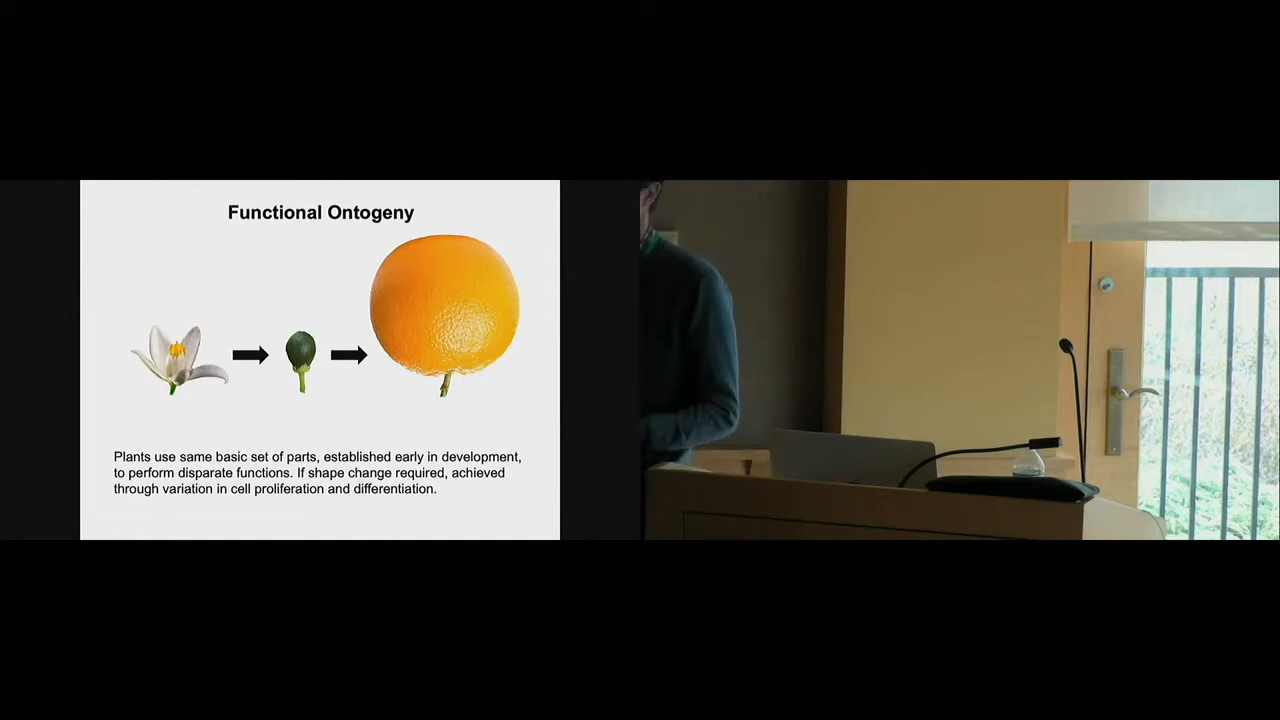 Functional Ontogeny
Plants use same basic set of parts, established early in development,
to perform disparate functions. If shape change required, achieved
through variation in cell proliferation and differentiation.